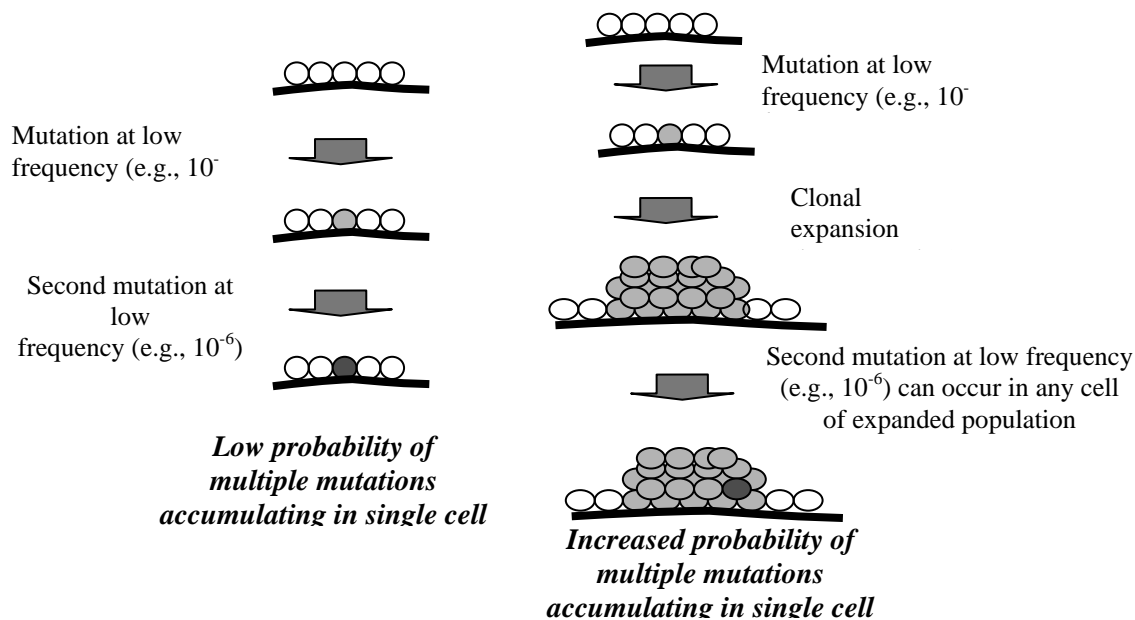 Mutation at low
frequency (e.g., 10⁻
Second mutation at
low
frequency (e.g., 10⁻⁶)
Low probability of
multiple mutations
accumulating in single cell
Mutation at low
frequency (e.g., 10⁻
Clonal
expansion
Second mutation at low frequency
(e.g., 10⁻⁶) can occur in any cell
of expanded population
Increased probability of
multiple mutations
accumulating in single cell